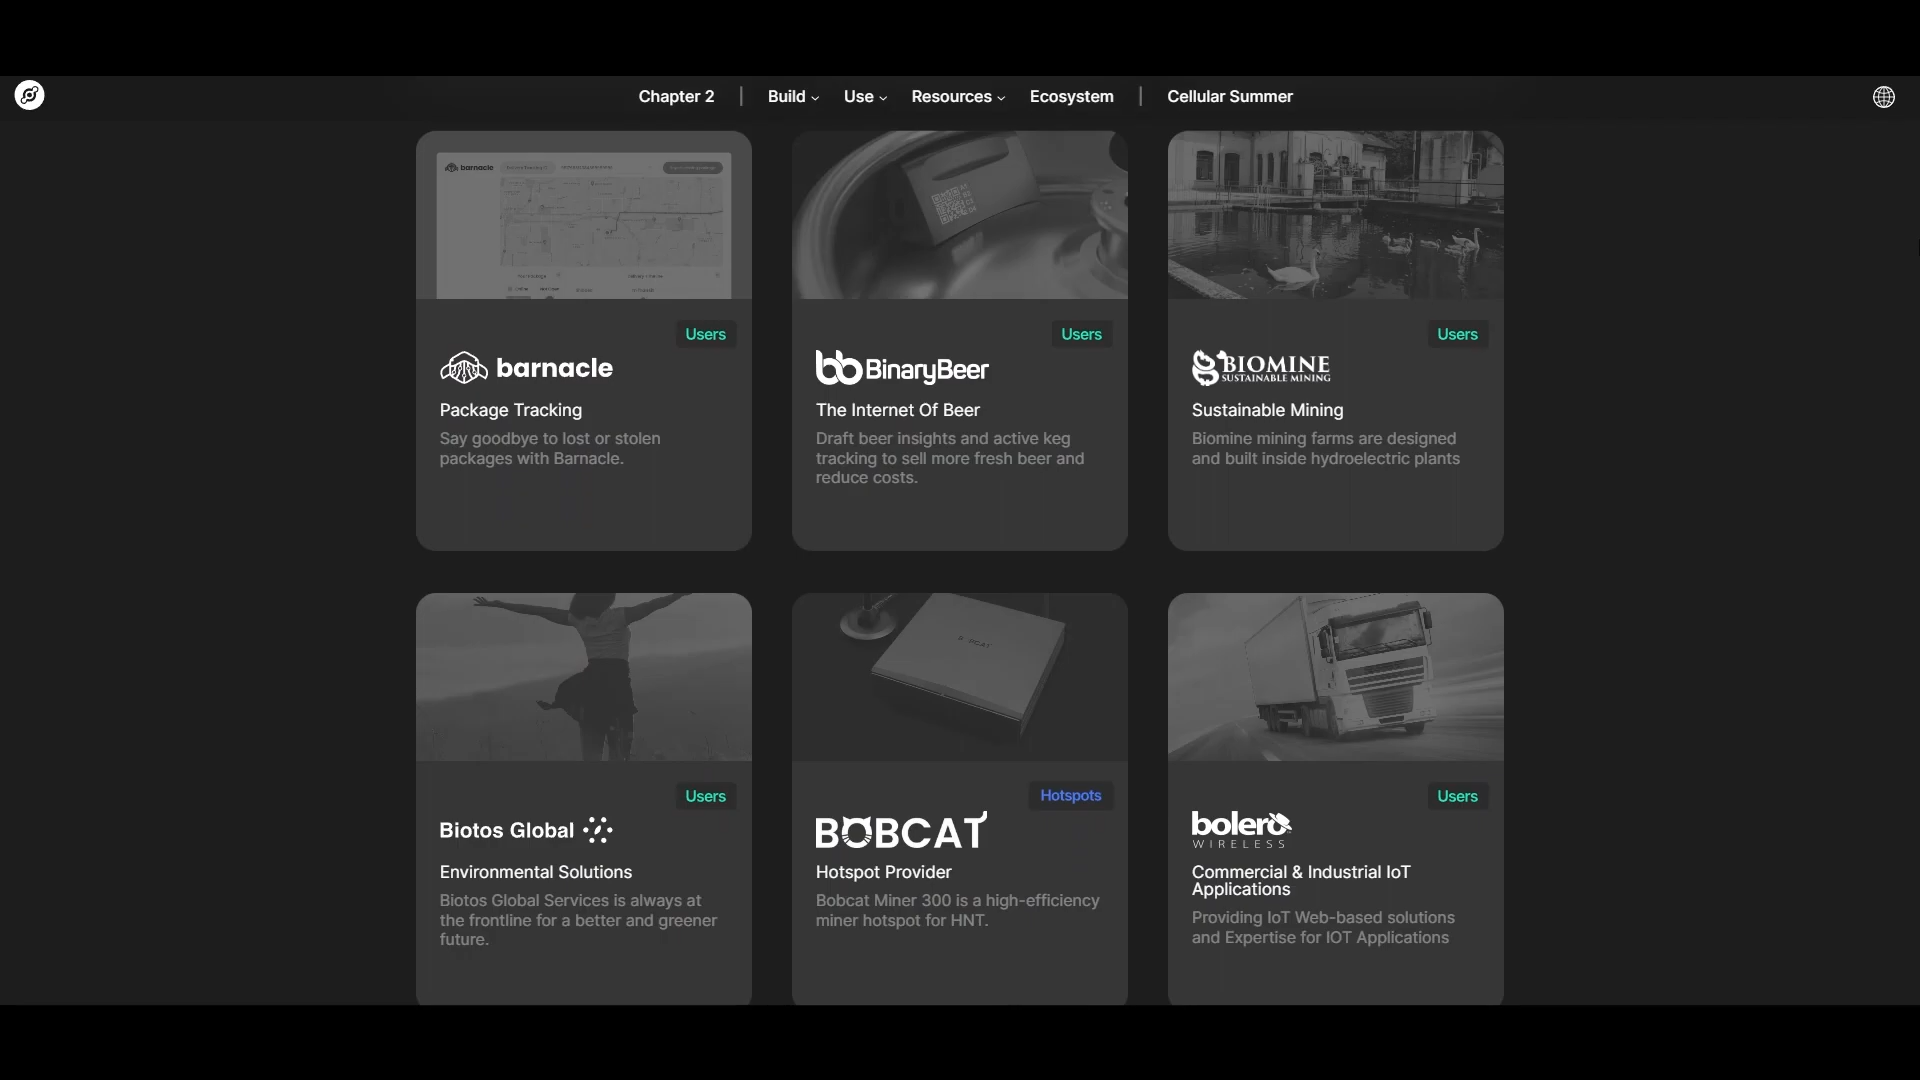 Chapter 2 | Build Use Resources Ecosystem | Cellular Summer
barnacle
Users
barnacle
Package Tracking
Say goodbye to lost or stolen
packages with Barnacle.
Users
BinaryBeer
The Internet Of Beer
Draft beer insights and active keg
tracking to sell more fresh beer and
reduce costs.
Users
BIOMINE
SUSTAINABLE MINING
Sustainable Mining
Biomine mining farms are designed
and built inside hydroelectric plants
Users
Biotos Global
Environmental Solutions
Biotos Global Services is always at
the frontline for a better and greener
future.
BOBCAT
Hotspots
BOBCAT
Hotspot Provider
Bobcat Miner 300 is a high-efficiency
miner hotspot for HNT.
Users
bolero
WIRELESS
Commercial & Industrial IoT
Applications
Providing IoT Web-based solutions
and Expertise for IOT Applications